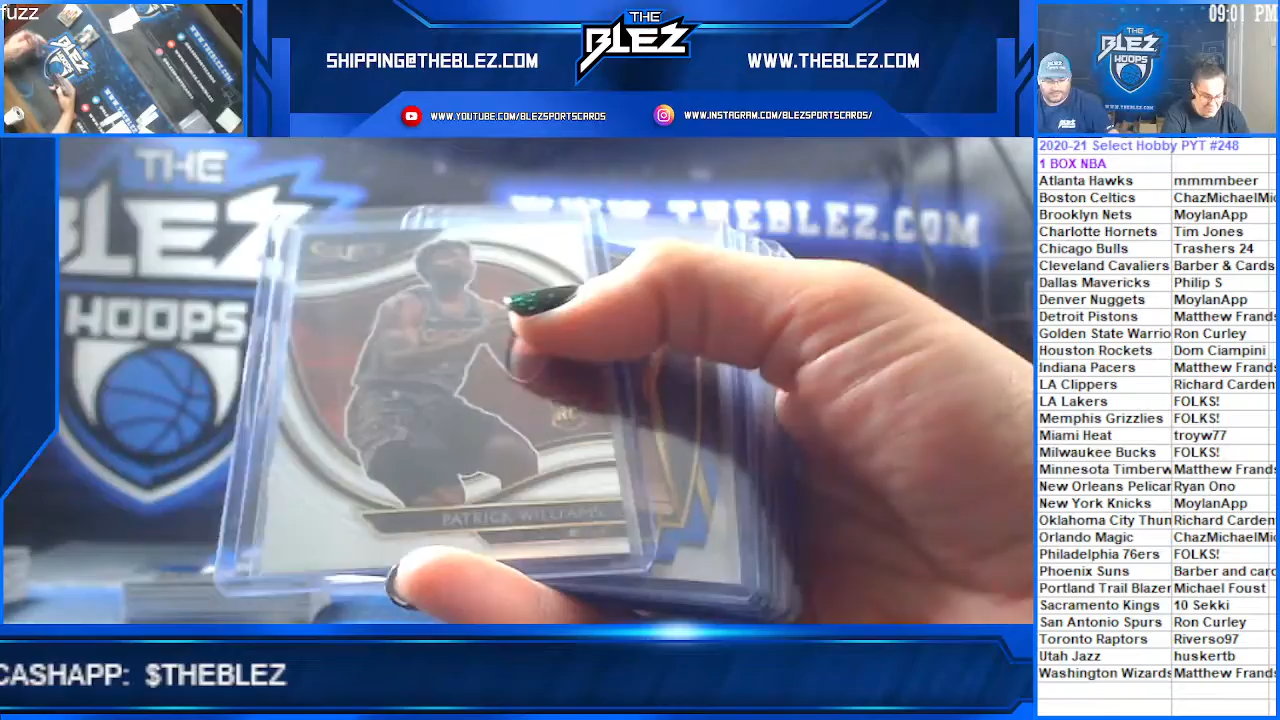 fuzz
SHIPPING@THEBLEZ.COM
THE
BLEZ
WWW.THEBLEZ.COM
WWW.YOUTUBE.COM/BLEZSPORTSCARDS
WWW.INSTAGRAM.COM/BLEZSPORTSCARDS/
09:01 PM
THE
BLEZ
HOOPS
THE
BLEZ
HOOPS
WWW.THEBLEZ.COM
PATRICK WILLIAMS
RC
2020-21 Select Hobby PYT #248
1 BOX NBA
Atlanta Hawks mmmmbeer
Boston Celtics ChazMichaelMic
Brooklyn Nets MoylanApp
Charlotte Hornets Tim Jones
Chicago Bulls Trashers 24
Cleveland Cavaliers Barber & Cards
Dallas Mavericks Philip S
Denver Nuggets MoylanApp
Detroit Pistons Matthew Frands
Golden State Warrio Ron Curley
Houston Rockets Dom Ciampini
Indiana Pacers Matthew Frands
LA Clippers Richard Carden
LA Lakers FOLKS!
Memphis Grizzlies FOLKS!
Miami Heat troyw77
Milwaukee Bucks FOLKS!
Minnesota Timberw Matthew Frands
New Orleans Pelicar Ryan Ono
New York Knicks MoylanApp
Oklahoma City Thun Richard Carden
Orlando Magic ChazMichaelMic
Philadelphia 76ers FOLKS!
Phoenix Suns Barber and card
Portland Trail Blazer Michael Foust
Sacramento Kings 10 Sekki
San Antonio Spurs Ron Curley
Toronto Raptors Riverso97
Utah Jazz huskertb
Washington Wizards Matthew Frands
CASHAPP: $THEBLEZ